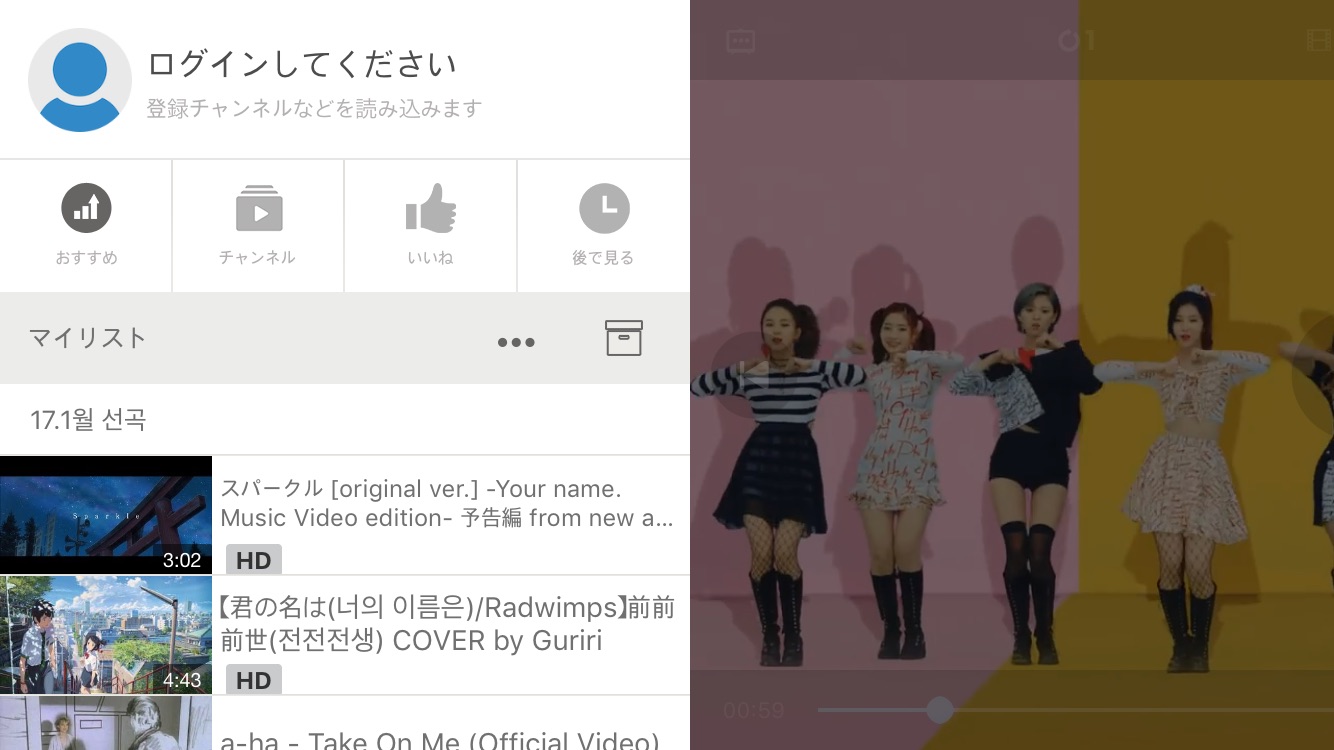 ログインしてください
登録チャンネルなどを読み込みます
おすすめ
チャンネル
いいね
後で見る
マイリスト
17.1월 선곡
Sparkle
3:02
スパークル [original ver.] -Your name.
Music Video edition- 予告編 from new a...
HD
4:43
【君の名は(너의 이름은)/Radwimps】前前
前世(전전전생) COVER by Guriri
HD
a-ha - Take On Me (Official Video)
1
00:59